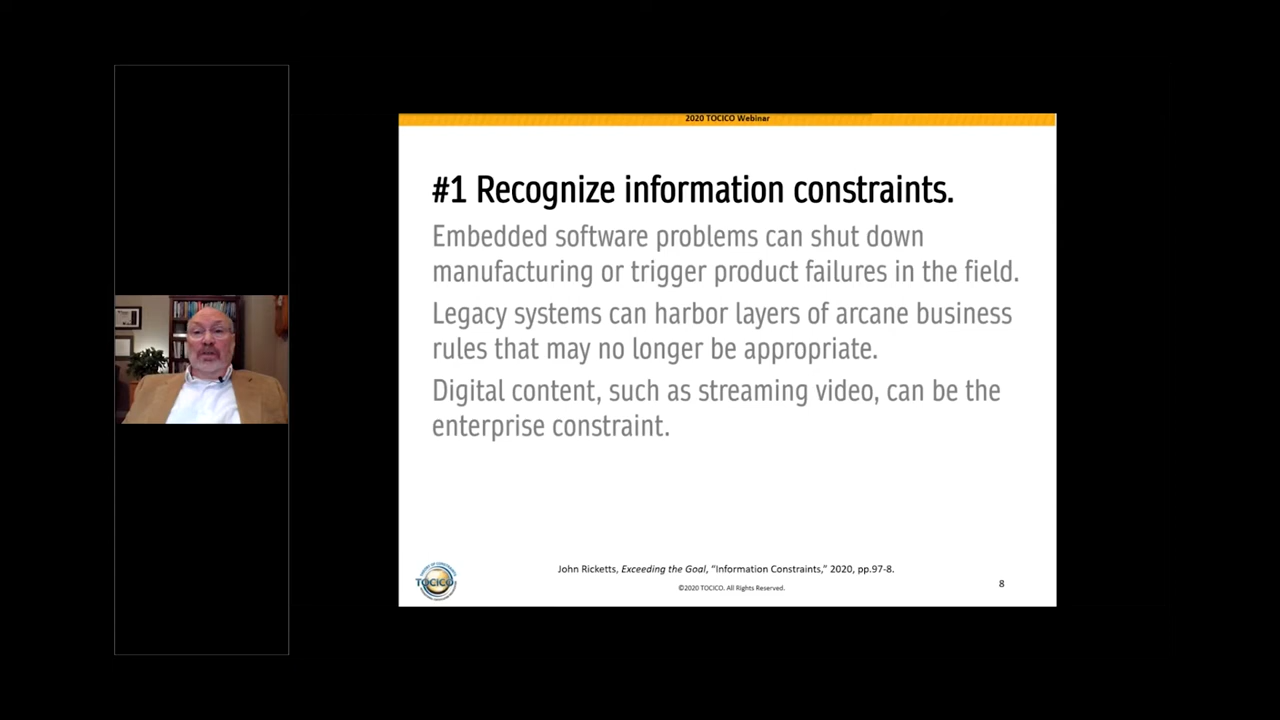 2020 TOCICO Webinar
#1 Recognize information constraints.
Embedded software problems can shut down
manufacturing or trigger product failures in the field.
Legacy systems can harbor layers of arcane business
rules that may no longer be appropriate.
Digital content, such as streaming video, can be the
enterprise constraint.
TOCICO
John Ricketts, Exceeding the Goal, “Information Constraints,” 2020, pp.97-8.
©2020 TOCICO. All Rights Reserved.
8